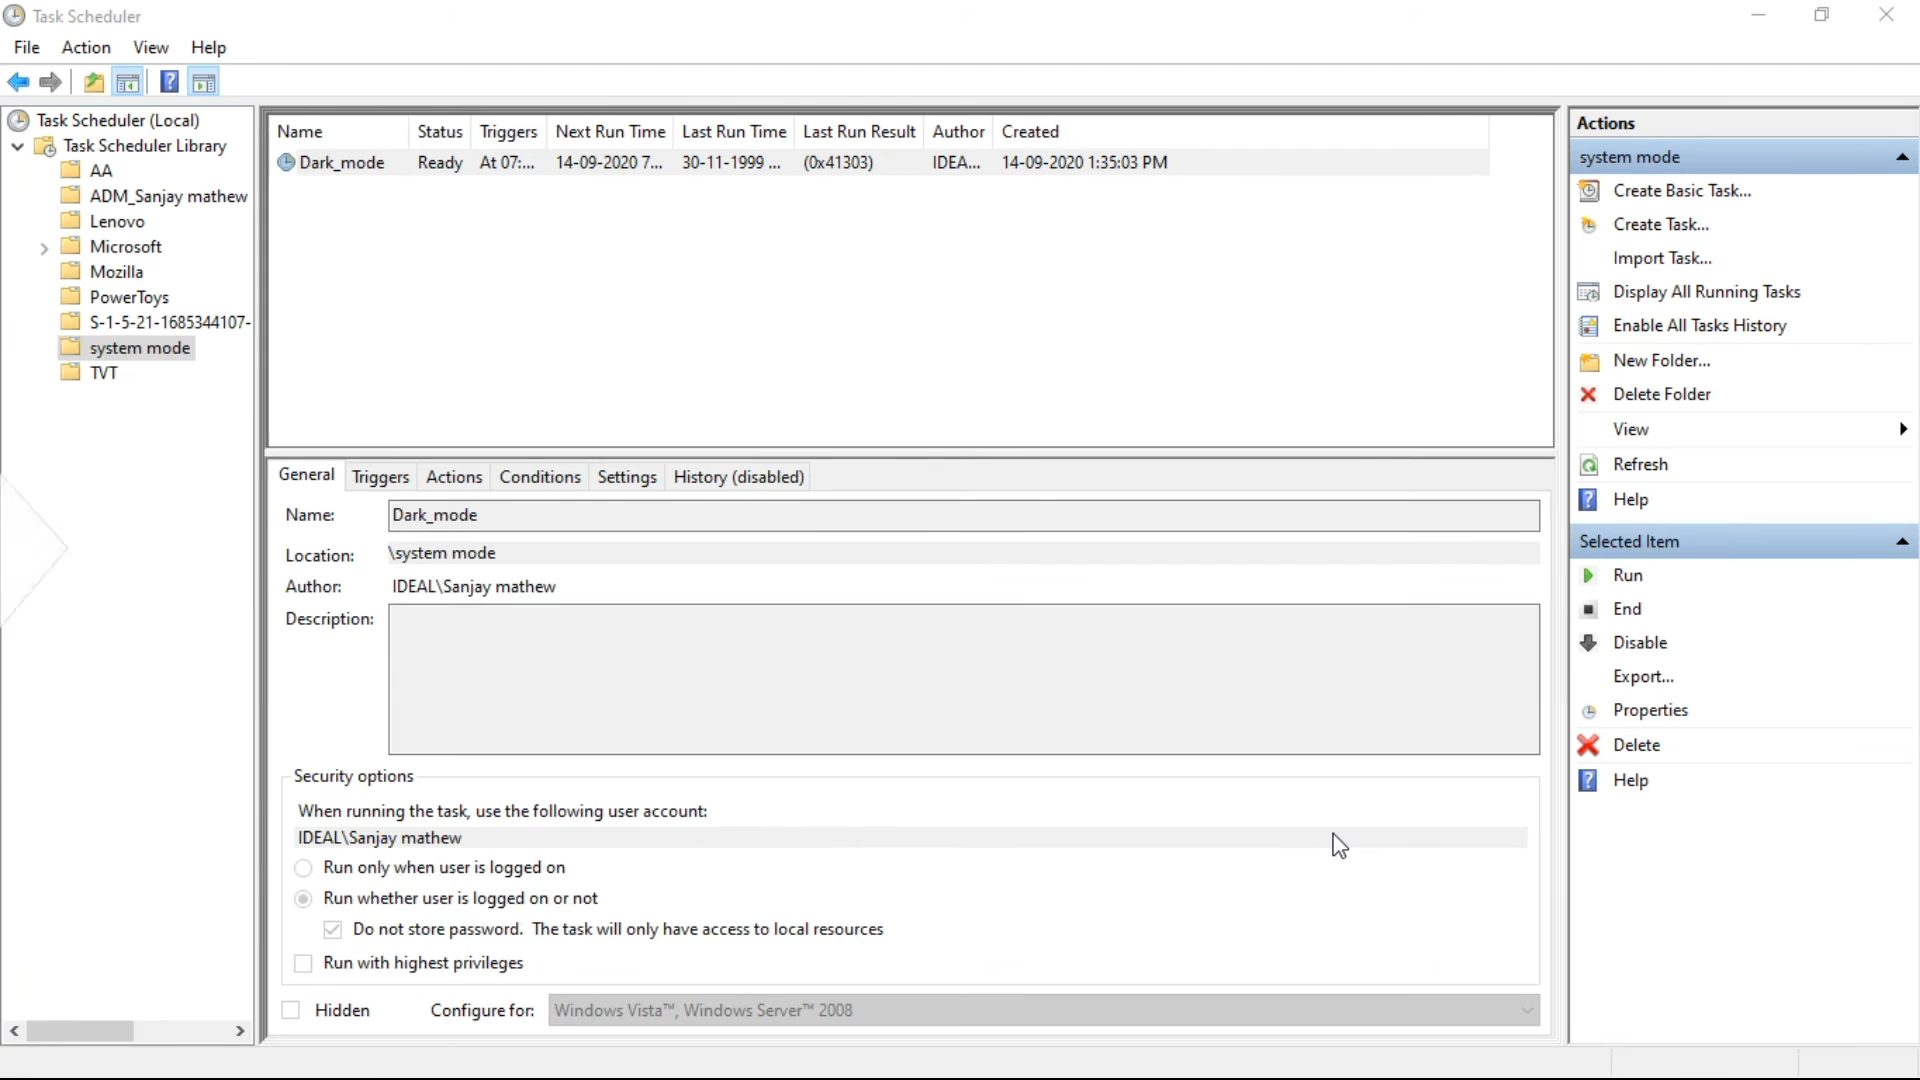 Task Scheduler
File Action View Help
Task Scheduler (Local)
Task Scheduler Library
AA
ADM_Sanjay mathew
Lenovo
Microsoft
Mozilla
PowerToys
S-1-5-21-1685344107-
system mode
TVT
Name Status Triggers Next Run Time Last Run Time Last Run Result Author Created
Dark_mode Ready At 07:... 14-09-2020 7... 30-11-1999 ... (0x41303) IDEA... 14-09-2020 1:35:03 PM
General Triggers Actions Conditions Settings History (disabled)
Name: Dark_mode
Location: \system mode
Author: IDEAL\Sanjay mathew
Description:
Security options
When running the task, use the following user account:
IDEAL\Sanjay mathew
Run only when user is logged on
Run whether user is logged on or not
Do not store password. The task will only have access to local resources
Run with highest privileges
Hidden Configure for: Windows Vista™, Windows Server™ 2008
Actions
system mode
Create Basic Task...
Create Task...
Import Task...
Display All Running Tasks
Enable All Tasks History
New Folder...
Delete Folder
View
Refresh
Help
Selected Item
Run
End
Disable
Export...
Properties
Delete
Help